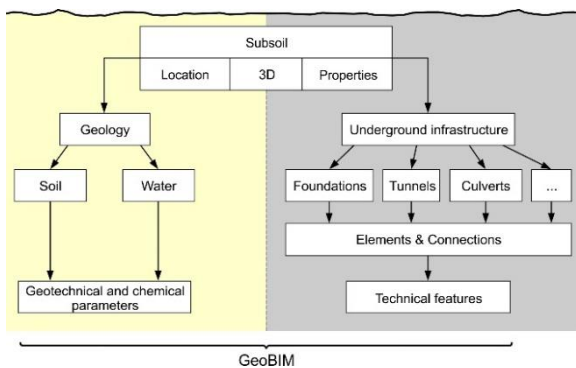 Subsoil
Location 3D Properties
Geology Underground infrastructure
Soil Water Foundations Tunnels Culverts ...
Elements & Connections
Geotechnical and chemical
parameters
Technical features
GeoBIM